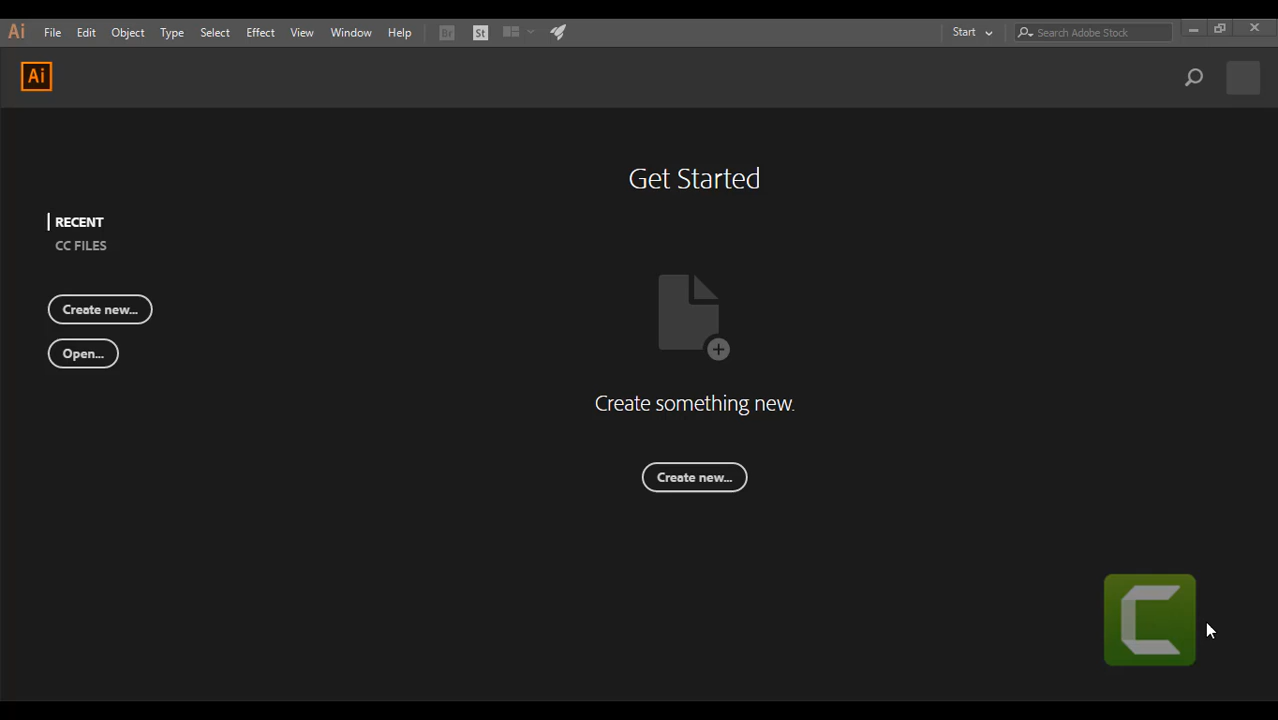 Ai File Edit Object Type Select Effect View Window Help Br St Start Search Adobe Stock
Ai
Get Started
RECENT
CC FILES
Create new...
Open...
Create something new.
Create new...
C